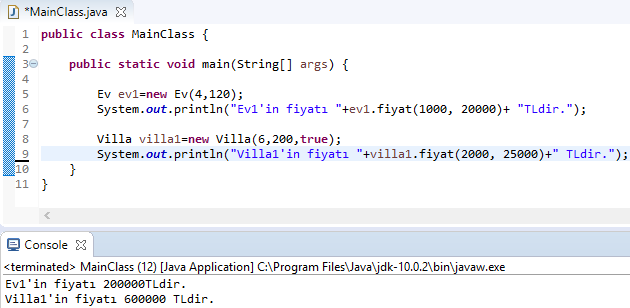 *MainClass.java
1 public class MainClass {
2
3 public static void main(String[] args) {
4
5 Ev ev1=new Ev(4,120);
6 System.out.println("Ev1'in fiyatı "+ev1.fiyat(1000, 20000)+ "TLdir.");
7
8 Villa villa1=new Villa(6,200,true);
9 System.out.println("Villa1'in fiyatı "+villa1.fiyat(2000, 25000)+" TLdir.");
10 }
11 }
Console
<terminated> MainClass (12) [Java Application] C:\Program Files\Java\jdk-10.0.2\bin\javaw.exe
Ev1'in fiyatı 200000TLdir.
Villa1'in fiyatı 600000 TLdir.